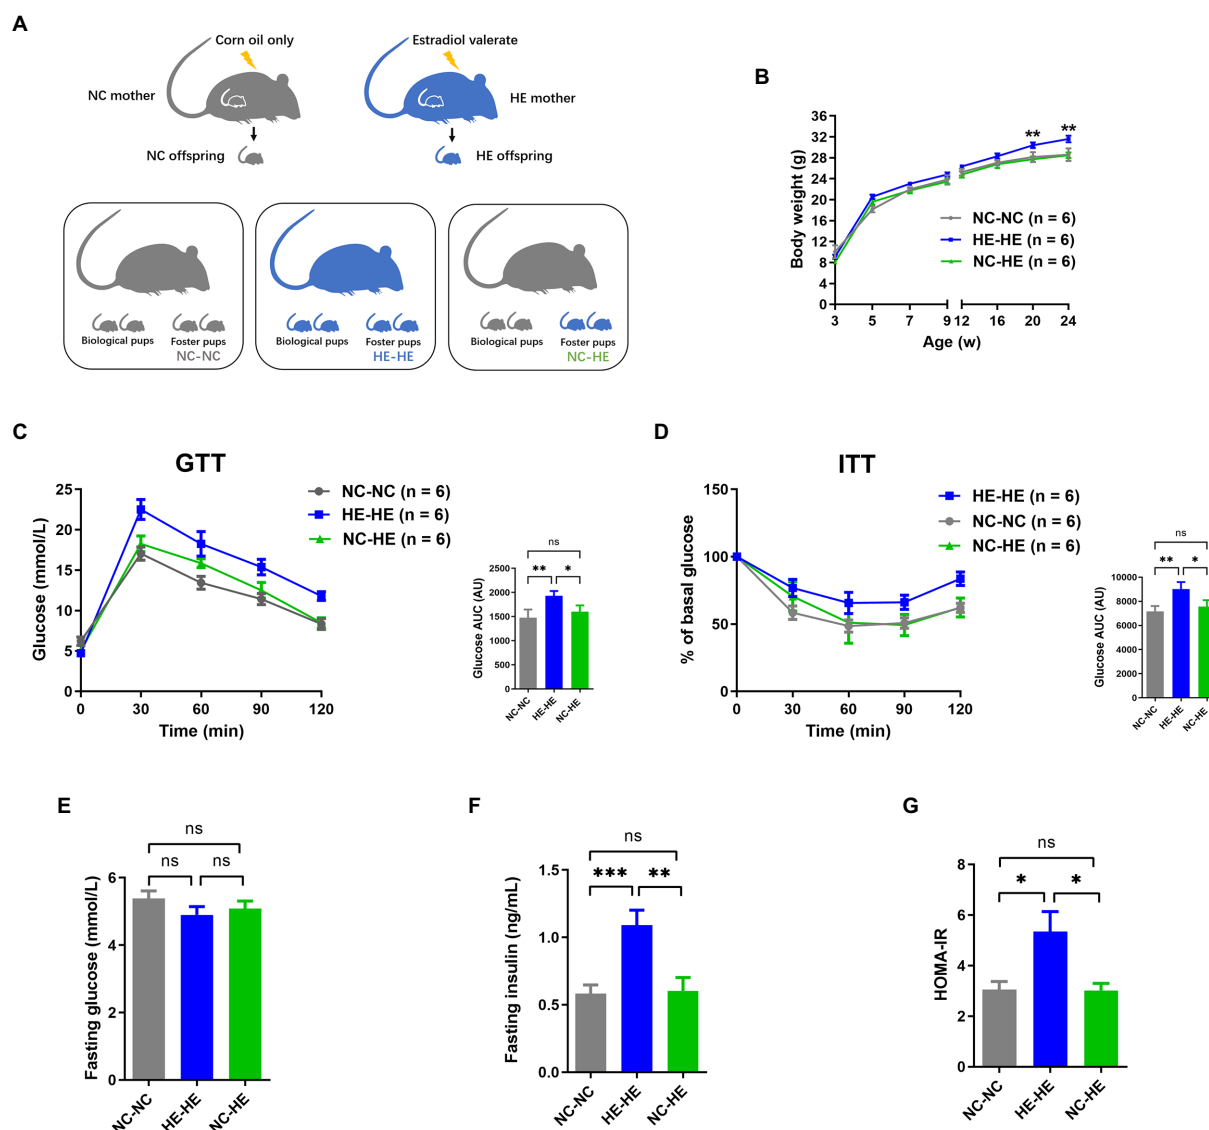 A
Corn oil only
Estradiol valerate
NC mother
HE mother
NC offspring
HE offspring
Biological pups
Foster pups
NC-NC
Biological pups
Foster pups
HE-HE
Biological pups
Foster pups
NC-HE
B
Body weight (g)
36
32
28
24
20
16
12
8
4
0
** **
NC-NC (n = 6)
HE-HE (n = 6)
NC-HE (n = 6)
3 5 7 9 12 16 20 24
Age (w)
C
GTT
Glucose (mmol/L)
25
20
15
10
5
0
0 30 60 90 120
Time (min)
NC-NC (n = 6)
HE-HE (n = 6)
NC-HE (n = 6)
Glucose AUC (AU)
2500
2000
1500
1000
500
0
ns
** *
NC-NC HE-HE NC-HE
D
ITT
% of basal glucose
150
100
50
0
0 30 60 90 120
Time (min)
HE-HE (n = 6)
NC-NC (n = 6)
NC-HE (n = 6)
Glucose AUC (AU)
10000
8000
6000
4000
2000
0
ns
** *
NC-NC HE-HE NC-HE
E
Fasting glucose (mmol/L)
6
4
2
0
ns
ns ns
NC-NC HE-HE NC-HE
F
Fasting insulin (ng/mL)
1.5
1.0
0.5
0.0
ns
*** **
NC-NC HE-HE NC-HE
G
HOMA-IR
8
6
4
2
0
ns
* *
NC-NC HE-HE NC-HE